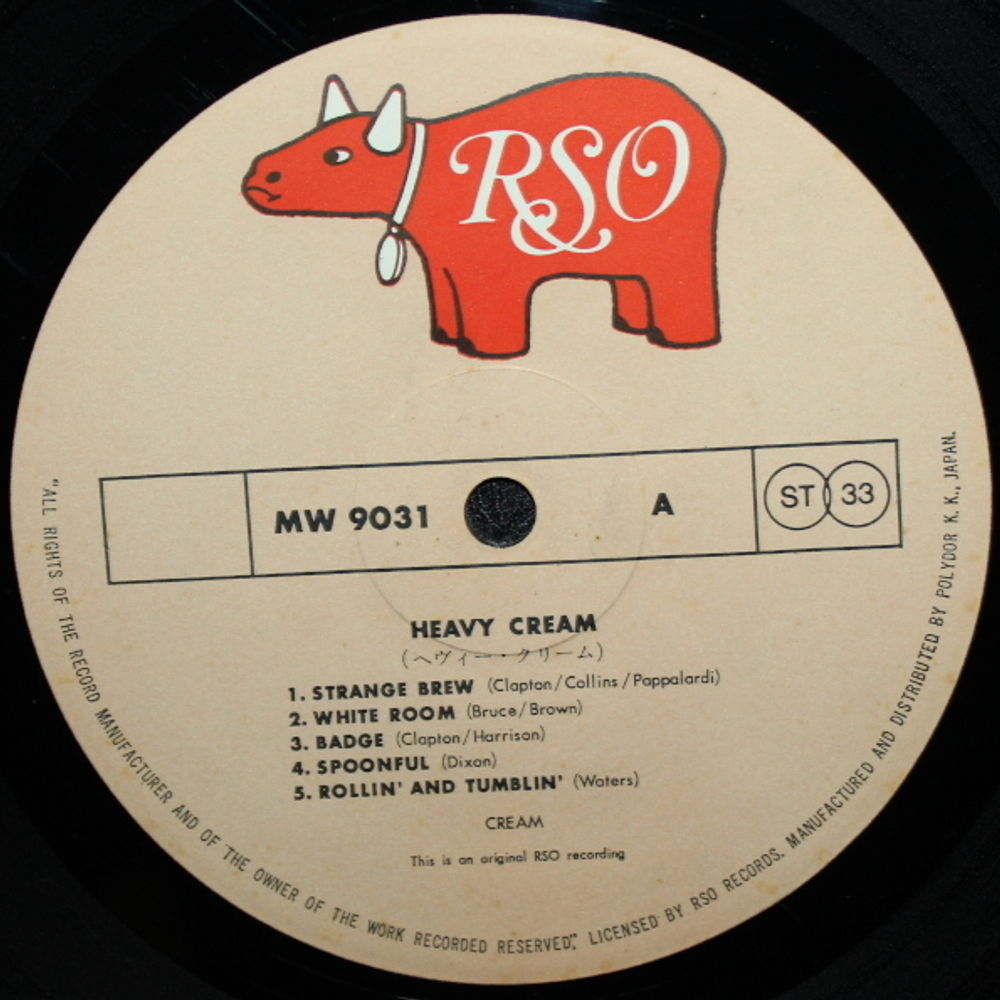 RSO
MW 9031
A
ST 33
HEAVY CREAM
(ヘヴィー・クリーム)
1. STRANGE BREW (Clapton/Collins/Pappalardi)
2. WHITE ROOM (Bruce/Brown)
3. BADGE (Clapton/Harrison)
4. SPOONFUL (Dixon)
5. ROLLIN' AND TUMBLIN' (Waters)
CREAM
This is an original RSO recording
"ALL RIGHTS OF THE RECORD MANUFACTURER AND OF THE OWNER OF THE WORK RECORDED RESERVED", LICENSED BY RSO RECORDS. MANUFACTURED AND DISTRIBUTED BY POLYDOR K. K., JAPAN.